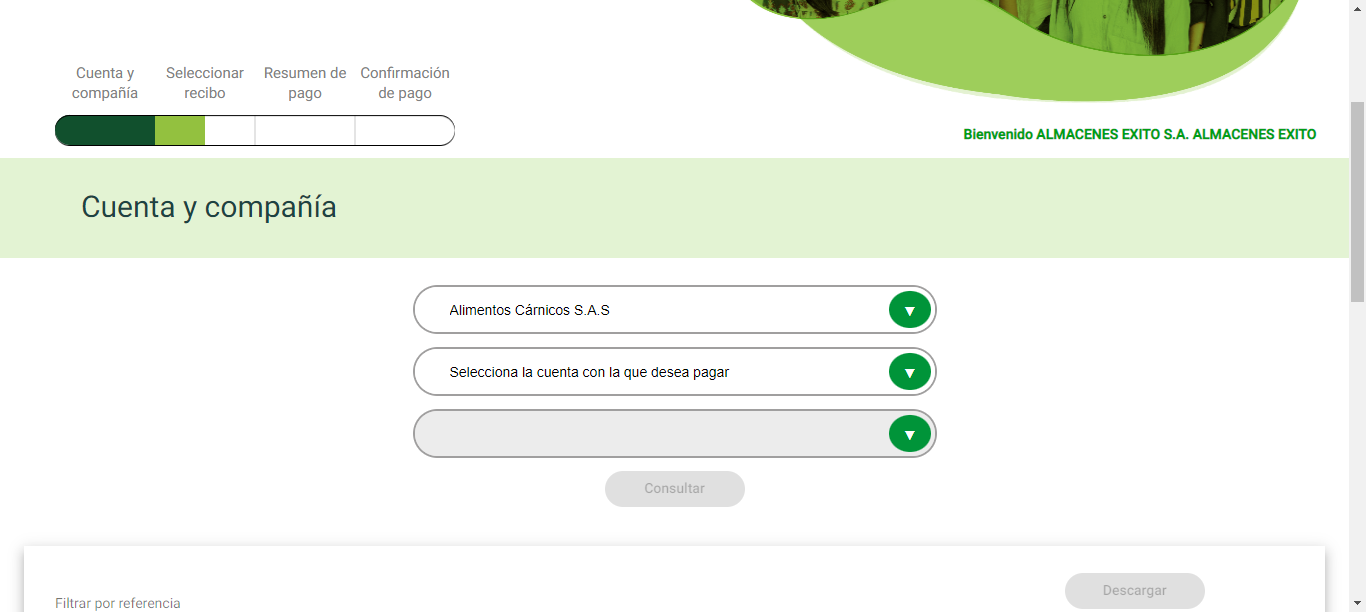 Cuenta y
compañía
Seleccionar
recibo
Resumen de
pago
Confirmación
de pago
Bienvenido ALMACENES EXITO S.A. ALMACENES EXITO
Cuenta y compañía
Alimentos Cárnicos S.A.S
Selecciona la cuenta con la que desea pagar
Consultar
Descargar
Filtrar por referencia